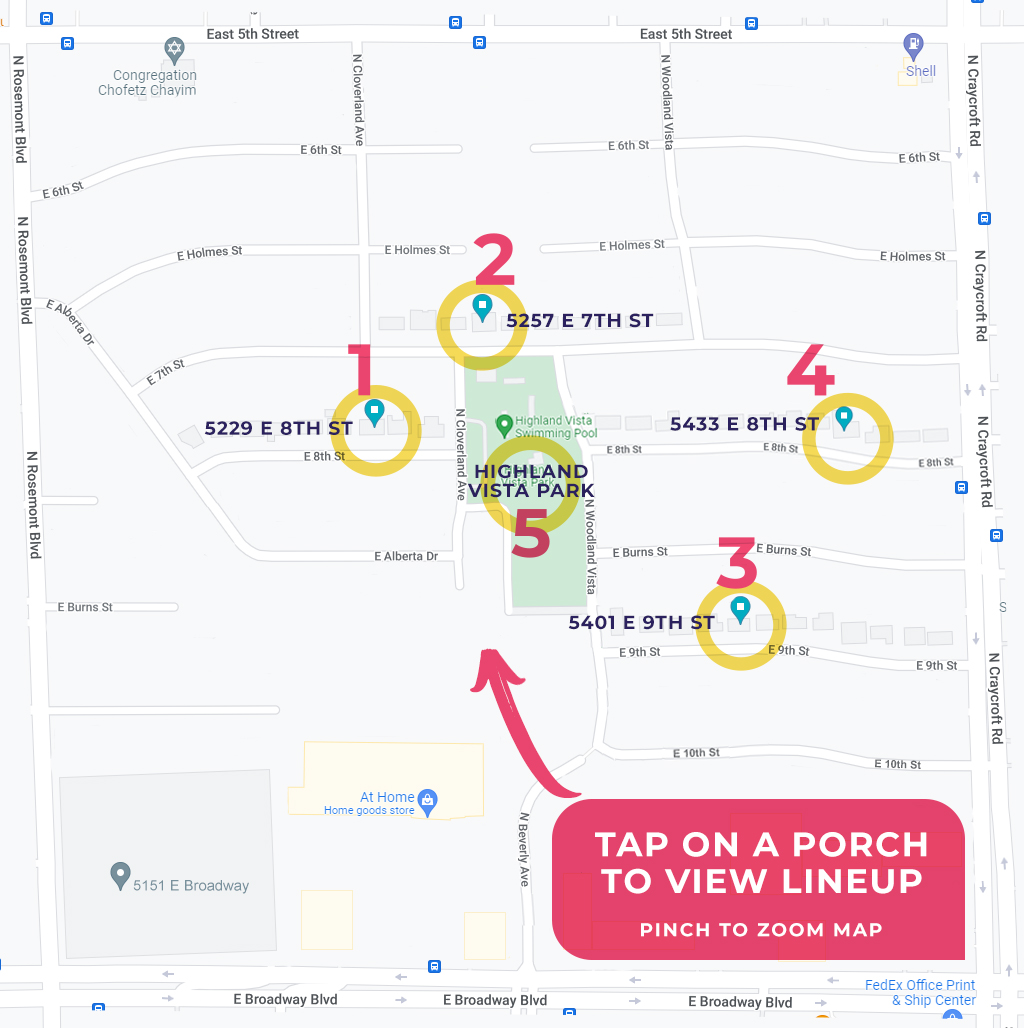 East 5th Street
East 5th Street
N Rosemont Blvd
N Cloverland Ave
N Woodland Vista
N Craycroft Rd
Congregation
Chofetz Chayim
Shell
E 6th St
E 6th St
E 6th St
E 6th St
N Rosemont Blvd
E Holmes St
E Holmes St
E Holmes St
E Holmes St
N Craycroft Rd
2
5257 E 7TH ST
E Alberta Dr
E 7th St
1
5229 E 8TH ST
E 8th St
4
5433 E 8TH ST
E 8th St
E 8th St
E 8th St
N Craycroft Rd
N Cloverland Ave
Highland Vista
Swimming Pool
HIGHLAND
VISTA PARK
Highland
Vista Park
5
N Rosemont Blvd
N Woodland Vista
E Alberta Dr
E Burns St
E Burns St
E Burns St
3
5401 E 9TH ST
E 9th St
E 9th St
E 9th St
S
N Craycroft Rd
E 10th St
E 10th St
At Home
Home goods store
5151 E Broadway
N Beverly Ave
TAP ON A PORCH
TO VIEW LINEUP
PINCH TO ZOOM MAP
FedEx Office Print
& Ship Center
E Broadway Blvd
E Broadway Blvd
E Broadway Blvd